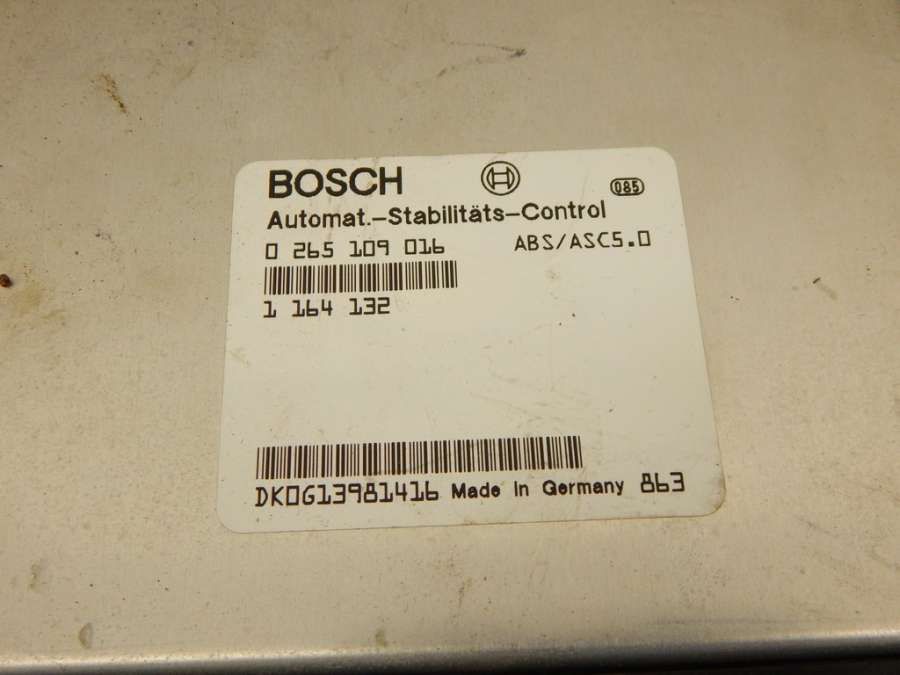 BOSCH 085
Automat.-Stabilitäts-Control
0 265 109 016 ABS/ASC5.0
1 164 132
DK0G13981416 Made in Germany 863